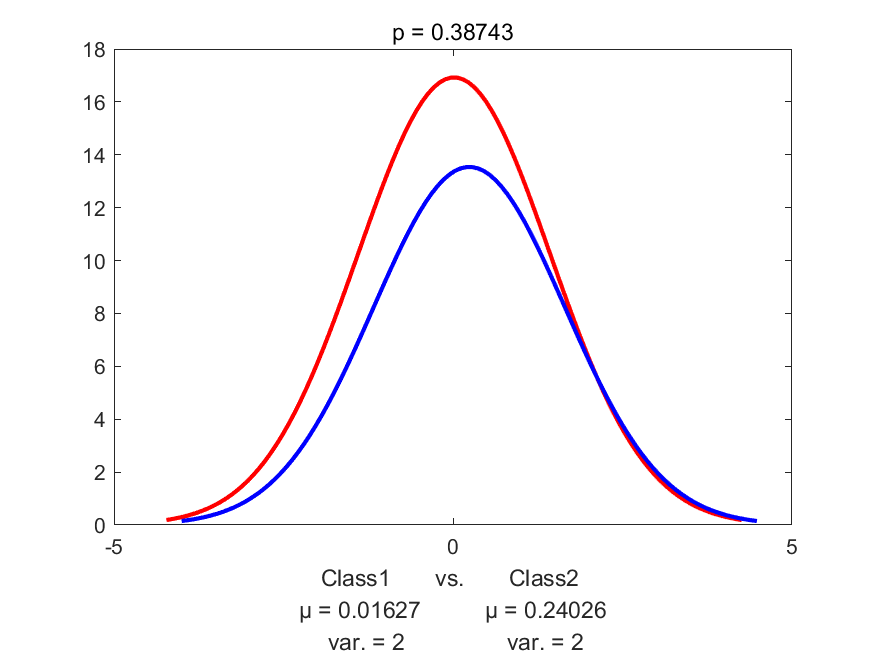 p = 0.38743
18
16
14
12
10
8
6
4
2
0
-5 0 5
Class1 vs. Class2
μ = 0.01627 μ = 0.24026
var. = 2 var. = 2